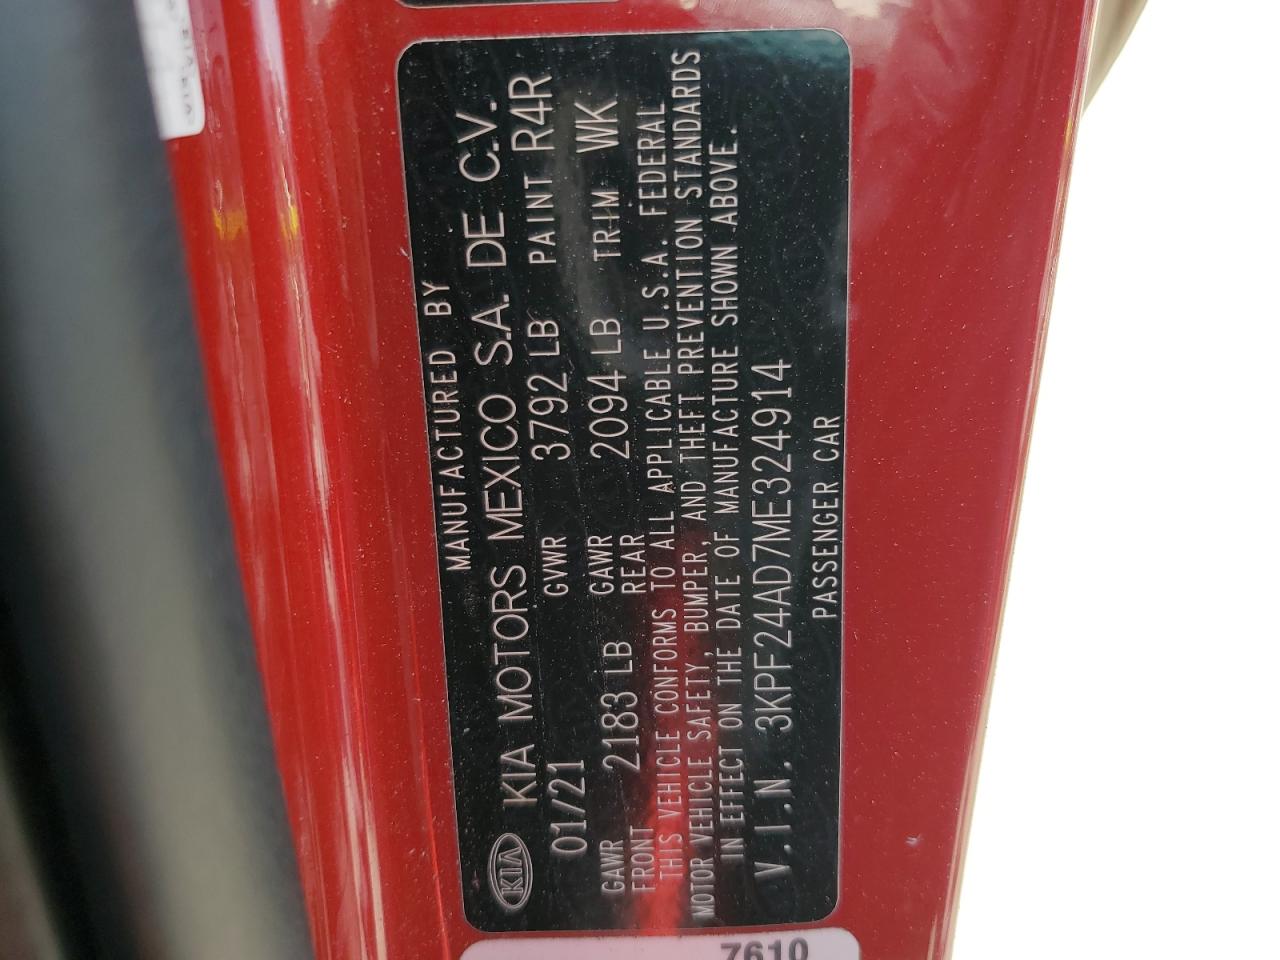 MANUFACTURED BY
KIA KIA MOTORS MEXICO S.A. DE C.V.
01/21 GVWR 3792 LB PAINT R4R
GAWR FRONT 2183 LB GAWR REAR 2094 LB TRIM WK
THIS VEHICLE CONFORMS TO ALL APPLICABLE U.S.A. FEDERAL
MOTOR VEHICLE SAFETY, BUMPER, AND THEFT PREVENTION STANDARDS
IN EFFECT ON THE DATE OF MANUFACTURE SHOWN ABOVE.
V.I.N. 3KPF24AD7ME324914
PASSENGER CAR
7610